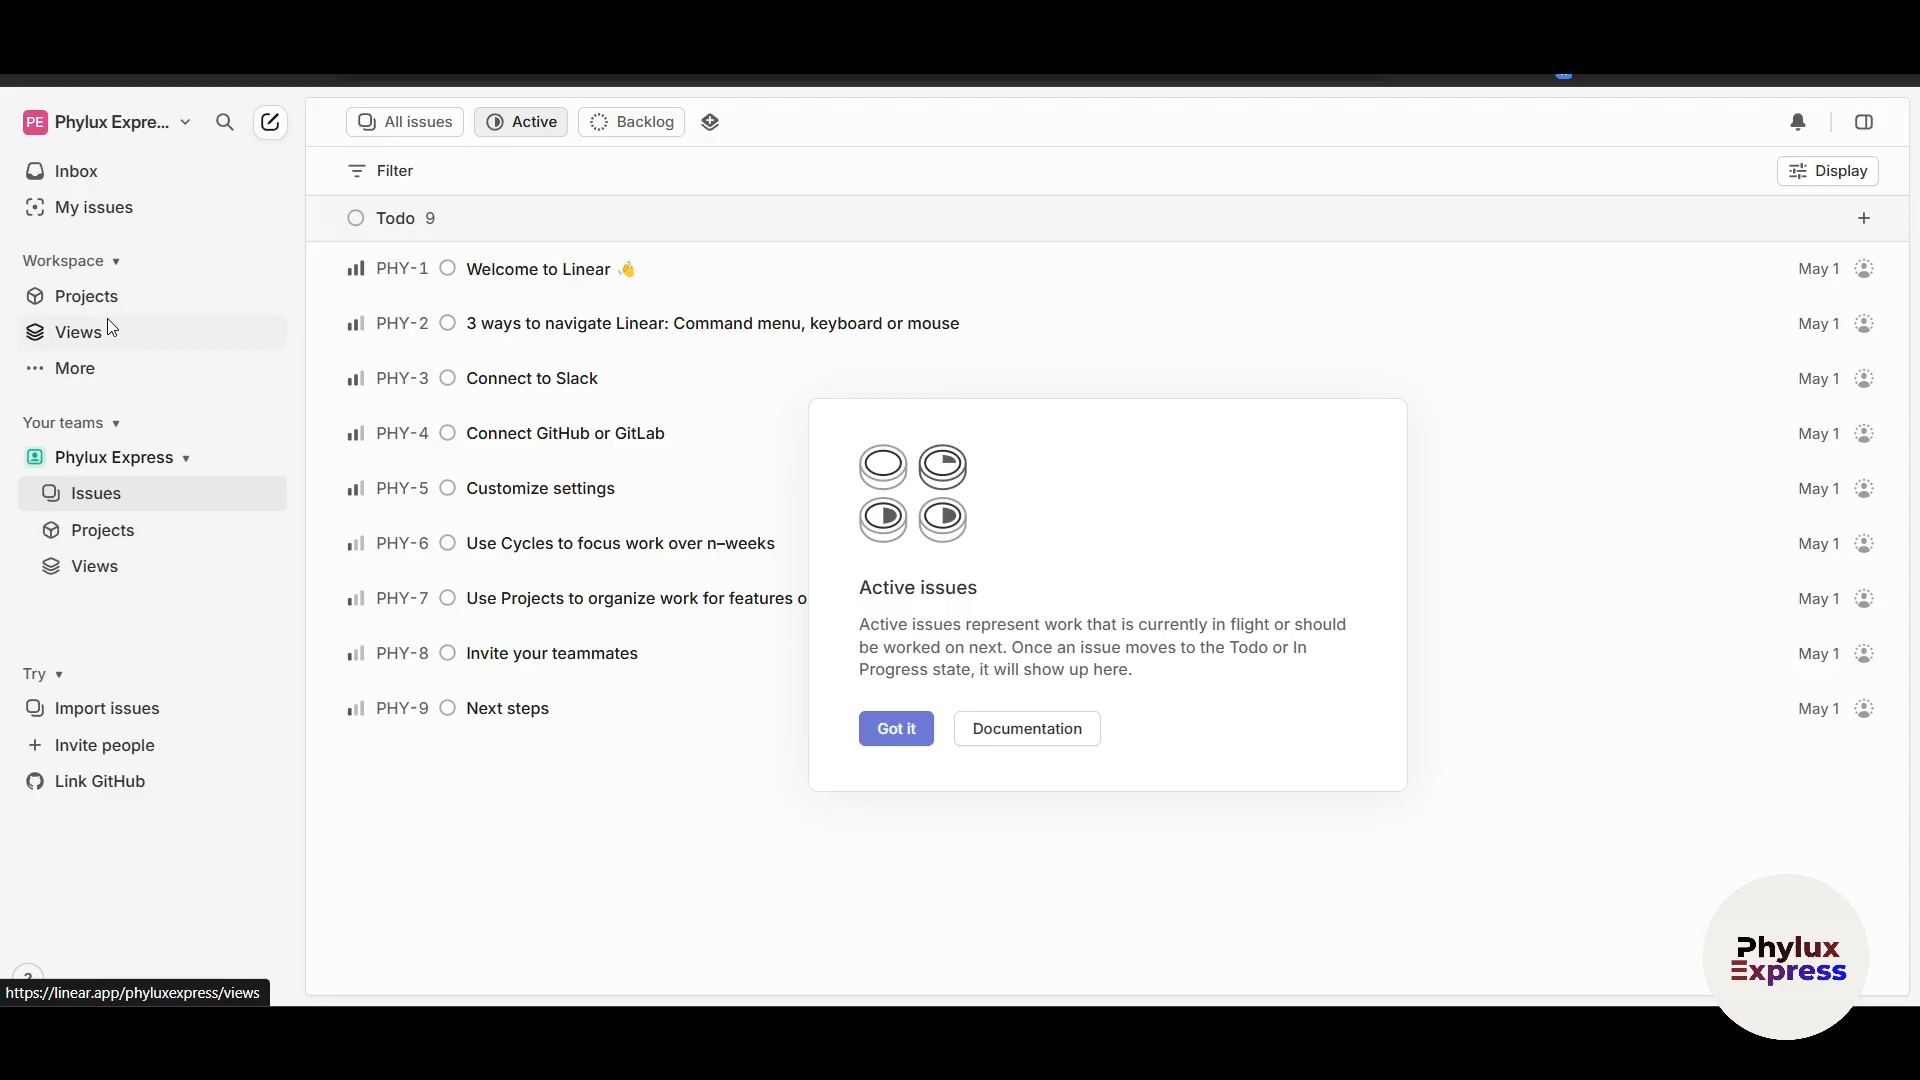 PE Phylux Expre...
Inbox
My issues
Workspace
Projects
Views
More
Your teams
Phylux Express
Issues
Projects
Views
Try
Import issues
Invite people
Link GitHub
https://linear.app/phyluxexpress/views
All issues Active Backlog
Filter Display
Todo 9
PHY-1 Welcome to Linear 👋 May 1
PHY-2 3 ways to navigate Linear: Command menu, keyboard or mouse May 1
PHY-3 Connect to Slack May 1
PHY-4 Connect GitHub or GitLab May 1
PHY-5 Customize settings May 1
PHY-6 Use Cycles to focus work over n–weeks May 1
PHY-7 Use Projects to organize work for features o May 1
PHY-8 Invite your teammates May 1
PHY-9 Next steps May 1
Active issues
Active issues represent work that is currently in flight or should
be worked on next. Once an issue moves to the Todo or In
Progress state, it will show up here.
Got it Documentation
Phylux
Express